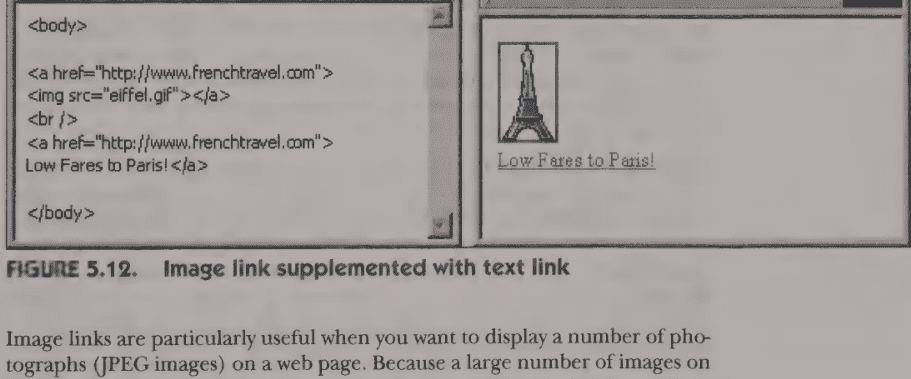 <body>
<a href="http://www.frenchtravel.com">
<img src="eiffel.gif"></a>
<br />
<a href="http://www.frenchtravel.com">
Low Fares to Paris!</a>
</body>
Low Fares to Paris!
FIGURE 5.12. Image link supplemented with text link
Image links are particularly useful when you want to display a number of pho-
tographs (JPEG images) on a web page. Because a large number of images on